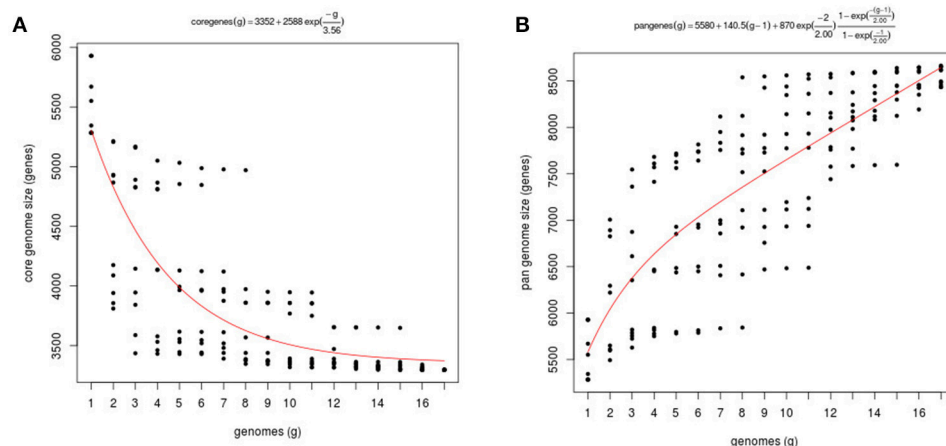 A
coregenes(g) = 3352 + 2588 exp(-g/3.56)
core genome size (genes)
6000
5500
5000
4500
4000
3500
1 2 3 4 5 6 7 8 9 10 12 14 16
genomes (g)
B
pangenes(g) = 5580 + 140.5(g-1) + 870 exp(-2/2.00) 1-exp(-(g-1)/2.00) / 1-exp(-1/2.00)
pan genome size (genes)
8500
8000
7500
7000
6500
6000
5500
1 2 3 4 5 6 7 8 9 10 12 14 16
genomes (g)